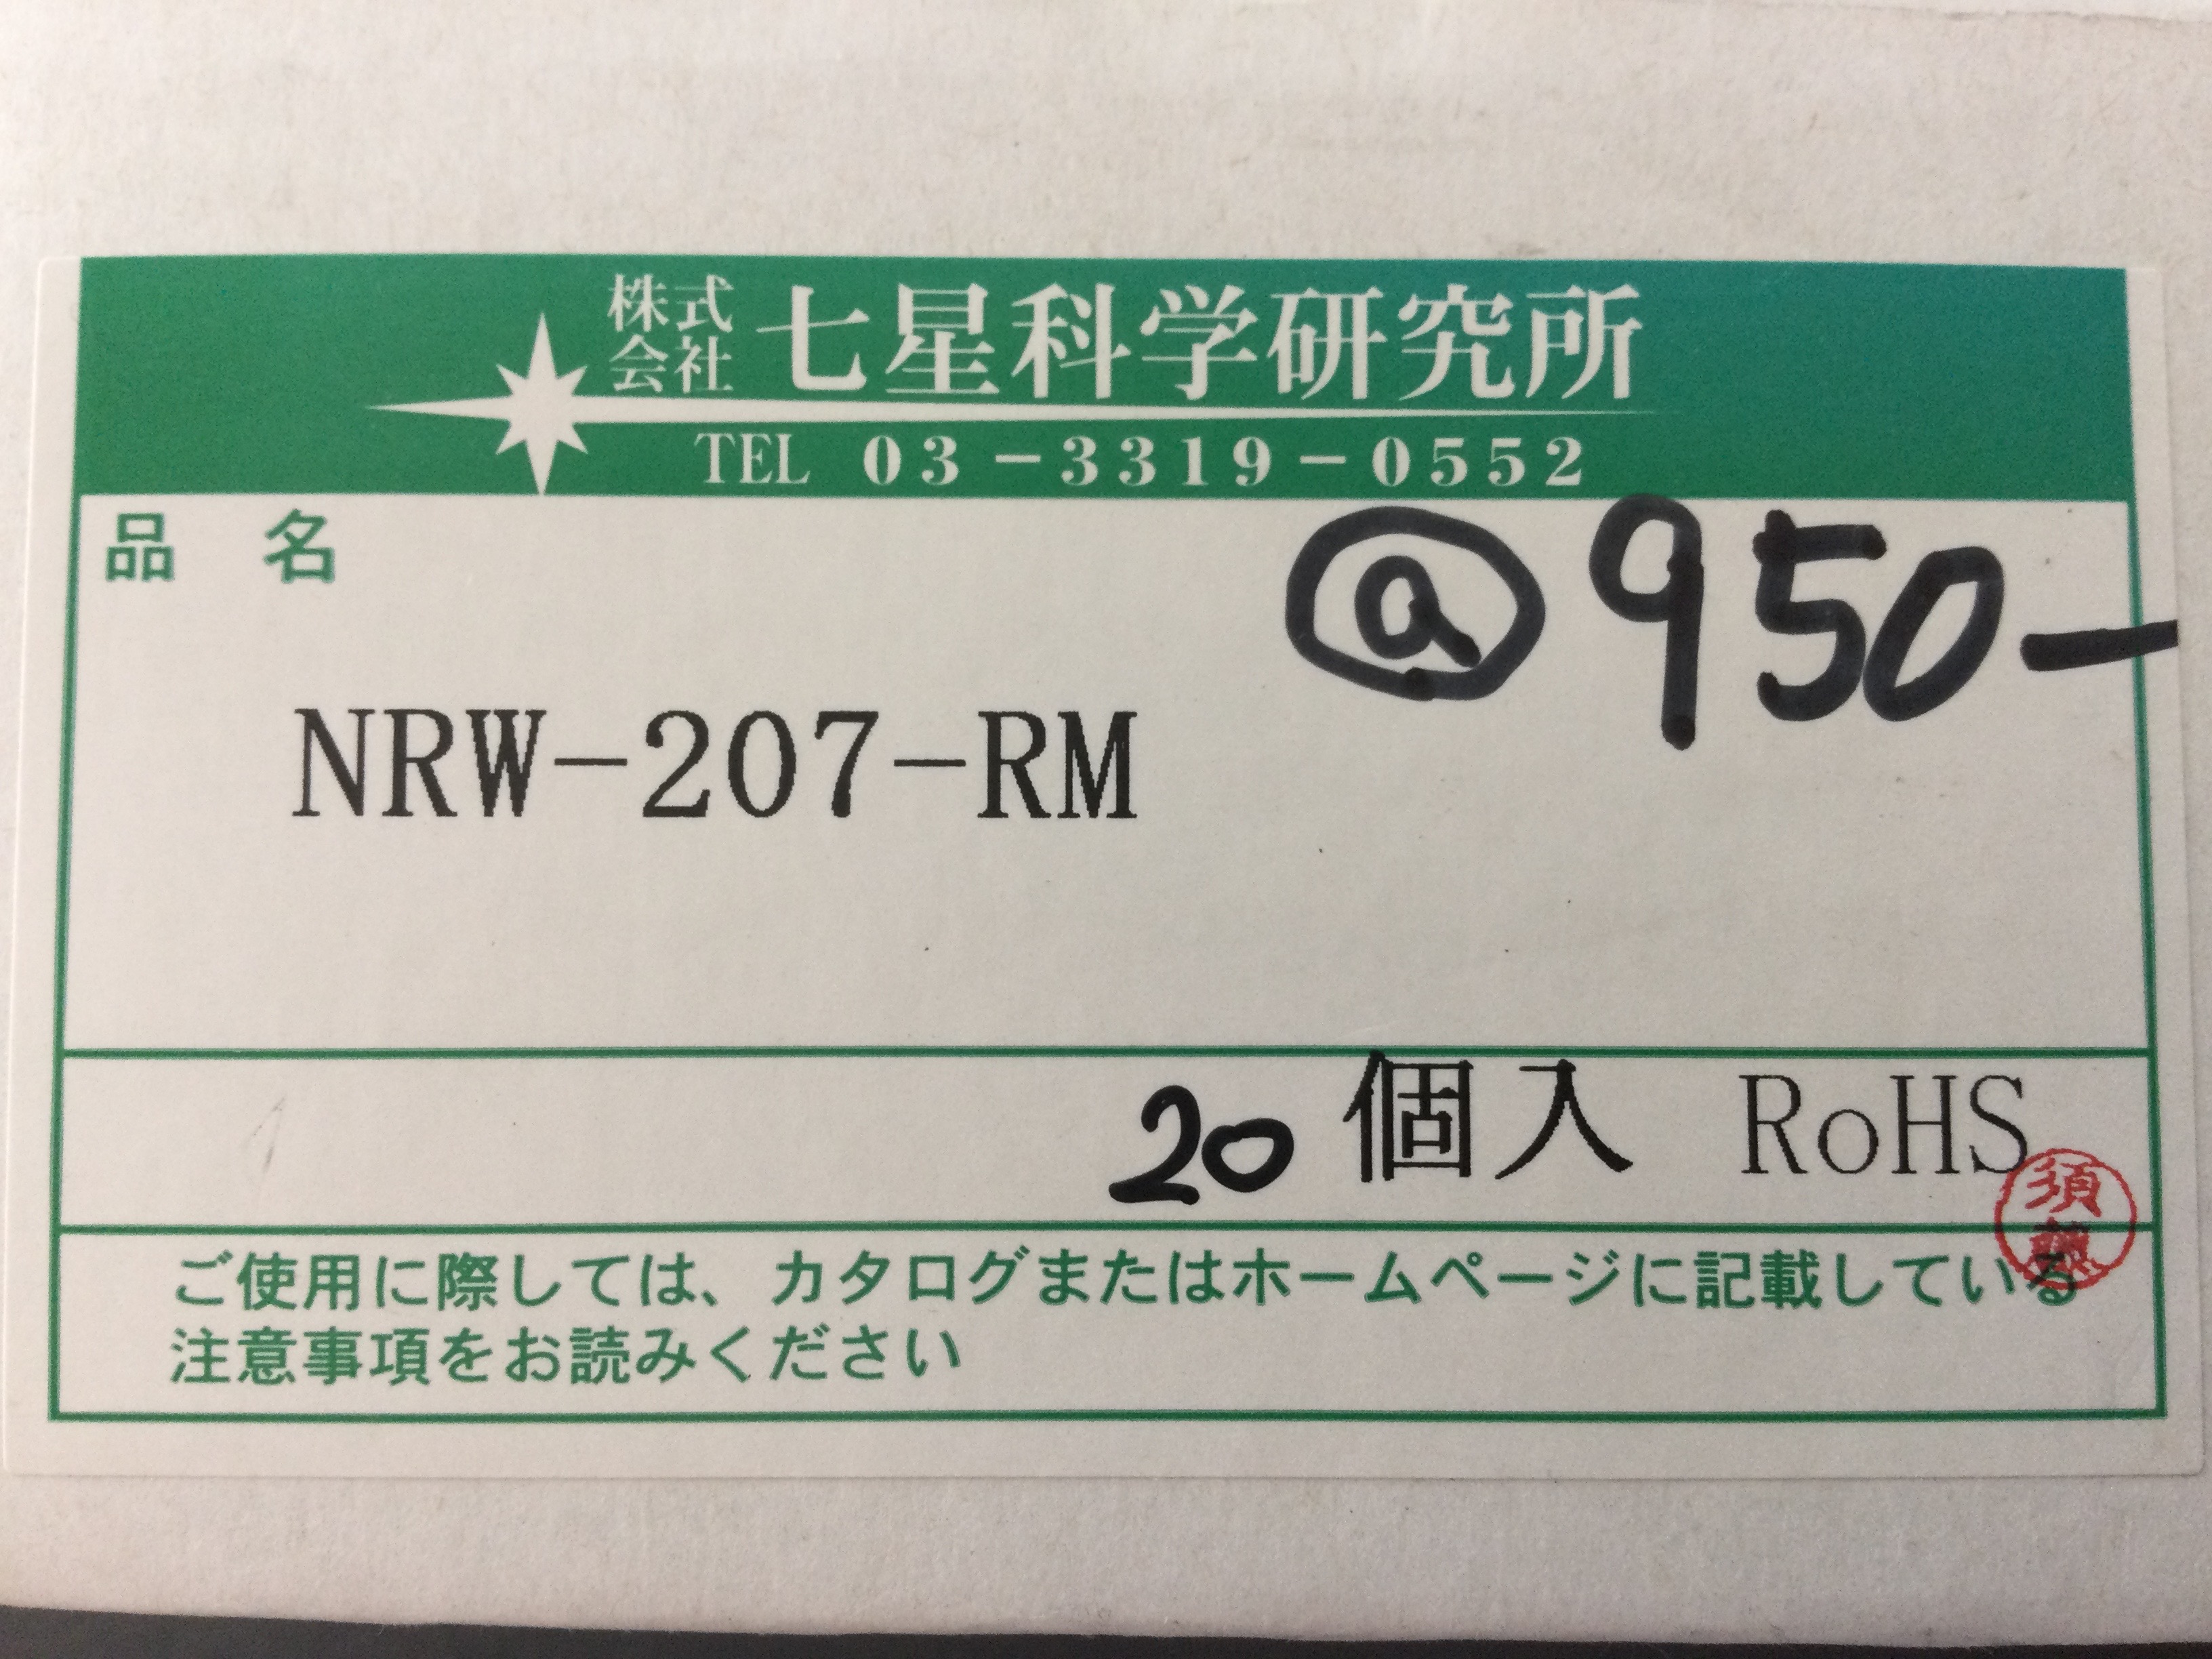 株式会社 七星科学研究所
TEL 03-3319-0552
品 名
@950-
NRW-207-RM
20 個入 RoHS
須藤
ご使用に際しては、カタログまたはホームページに記載している
注意事項をお読みください